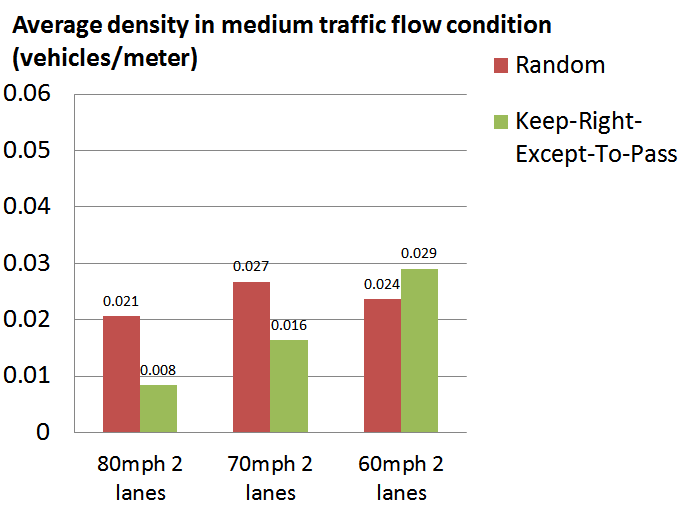 Average density in medium traffic flow condition
(vehicles/meter)
Random
Keep-Right-
Except-To-Pass
0.06
0.05
0.04
0.03
0.02
0.01
0
0.021
0.008
0.027
0.016
0.024
0.029
80mph 2
lanes
70mph 2
lanes
60mph 2
lanes